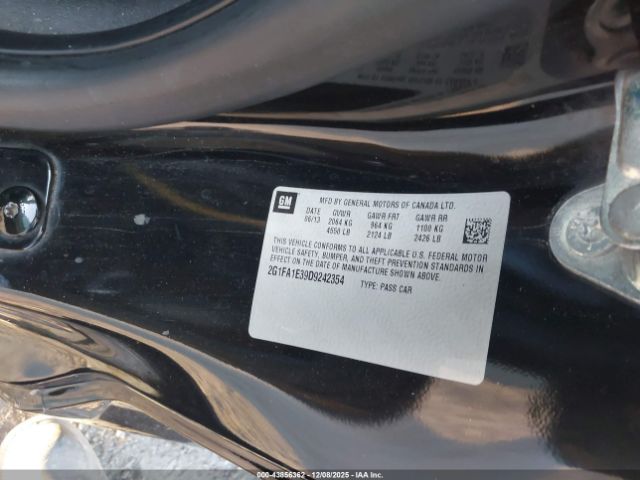 GM
MFD BY GENERAL MOTORS OF CANADA LTD.
DATE GVWR GAWR FRT GAWR RR
06/13 2064 KG 964 KG 1100 KG
4550 LB 2124 LB 2426 LB
THIS VEHICLE CONFORMS TO ALL APPLICABLE U.S. FEDERAL MOTOR
VEHICLE SAFETY, BUMPER, AND THEFT PREVENTION STANDARDS IN
EFFECT ON THE DATE OF MANUFACTURE SHOWN ABOVE.
2G1FA1E39D9242354 TYPE: PASS CAR
000-43856362 - 12/08/2025 - IAAI.COM